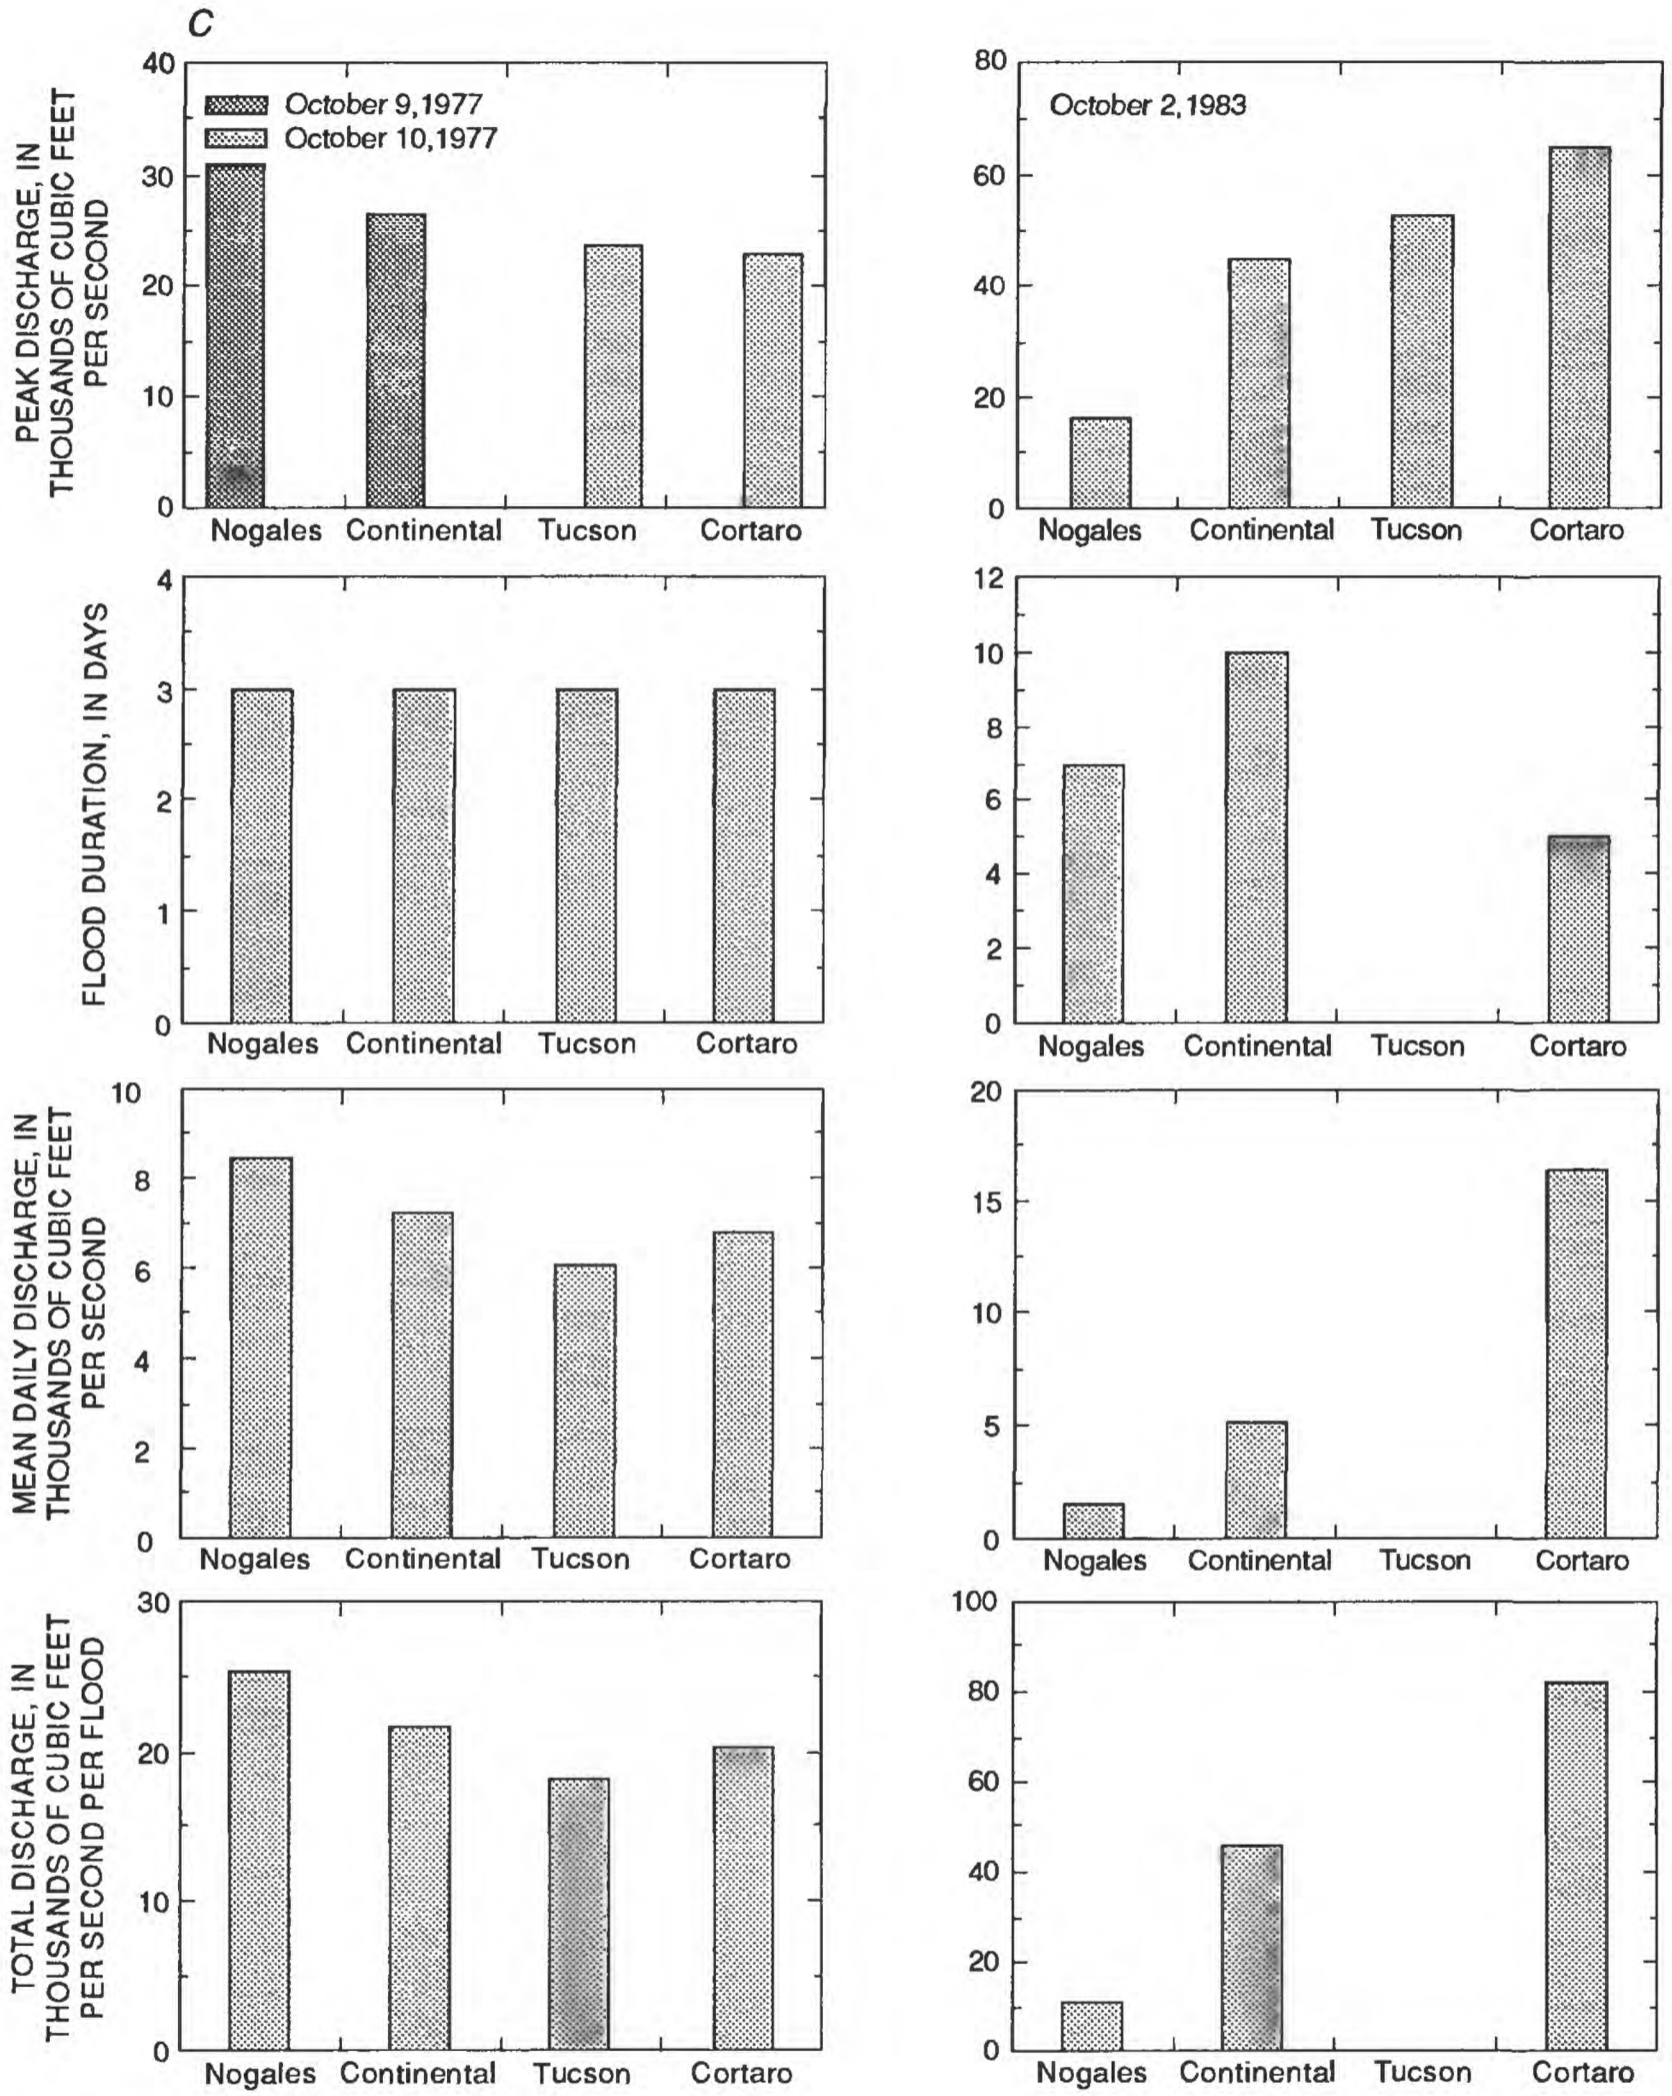 C
PEAK DISCHARGE, IN
THOUSANDS OF CUBIC FEET
PER SECOND
40
30
20
10
0
October 9,1977
October 10,1977
Nogales Continental Tucson Cortaro
80
60
40
20
0
October 2,1983
Nogales Continental Tucson Cortaro
FLOOD DURATION, IN DAYS
4
3
2
1
0
Nogales Continental Tucson Cortaro
12
10
8
6
4
2
0
Nogales Continental Tucson Cortaro
MEAN DAILY DISCHARGE, IN
THOUSANDS OF CUBIC FEET
PER SECOND
10
8
6
4
2
0
Nogales Continental Tucson Cortaro
20
15
10
5
0
Nogales Continental Tucson Cortaro
TOTAL DISCHARGE, IN
THOUSANDS OF CUBIC FEET
PER SECOND PER FLOOD
30
20
10
0
Nogales Continental Tucson Cortaro
100
80
60
40
20
0
Nogales Continental Tucson Cortaro